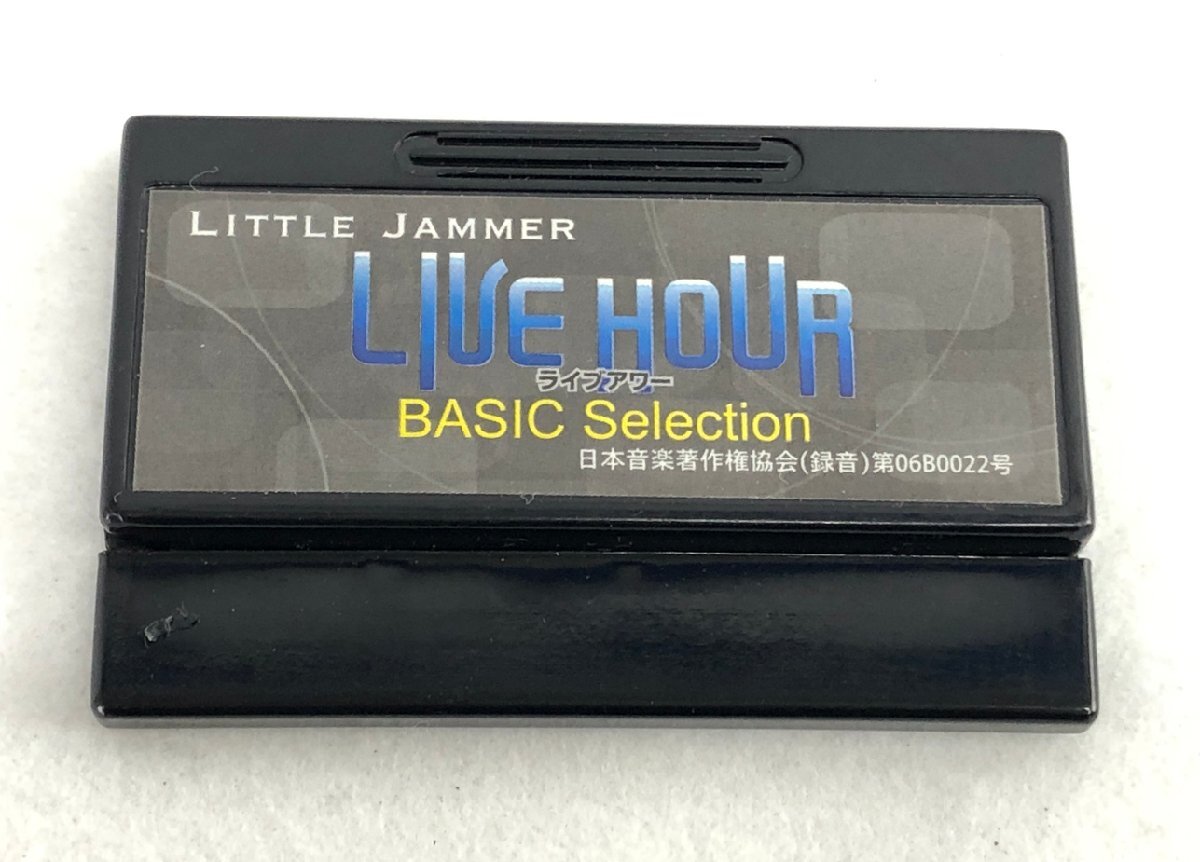 LITTLE JAMMER
LIVE HOUR
ライブアワー
BASIC Selection
日本音楽著作権協会(録音)第06B0022号